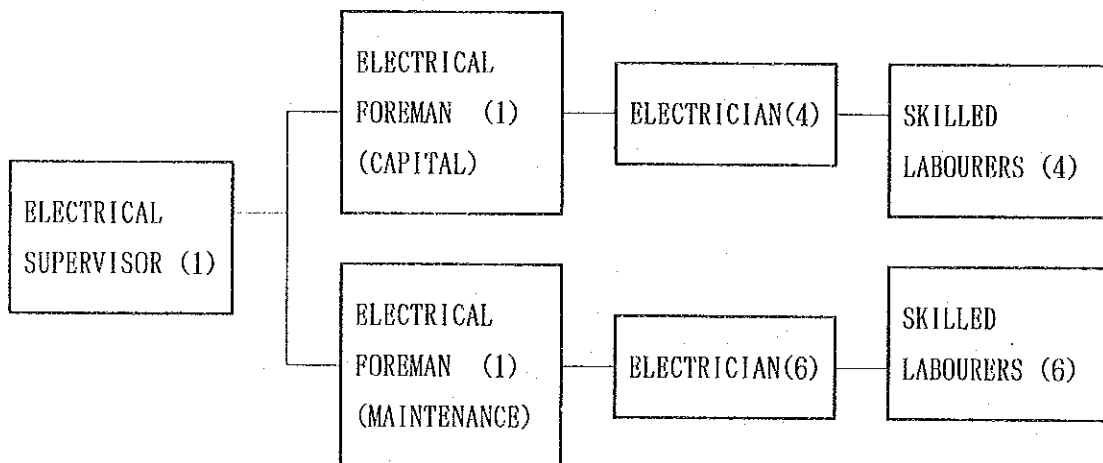 ELECTRICAL
SUPERVISOR (1)
ELECTRICAL
FOREMAN (1)
(CAPITAL)
ELECTRICIAN(4)
SKILLED
LABOURERS (4)
ELECTRICAL
FOREMAN (1)
(MAINTENANCE)
ELECTRICIAN(6)
SKILLED
LABOURERS (6)